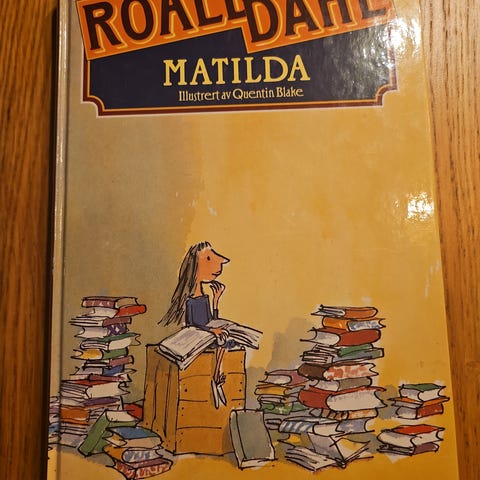 ROALD DAHL
MATILDA
Illustrert av Quentin Blake